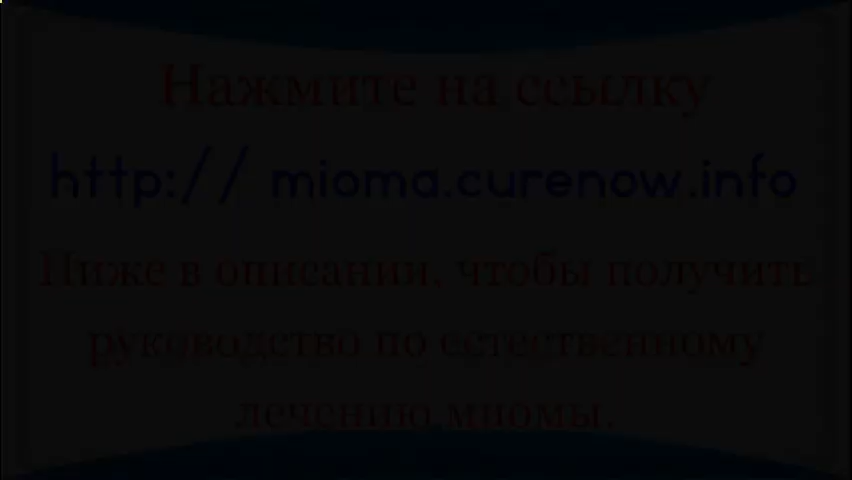 Нажмите на ссылку
http:// mioma.curenow.info
Ниже в описании, чтобы получить
руководство по естественному
лечению миомы.